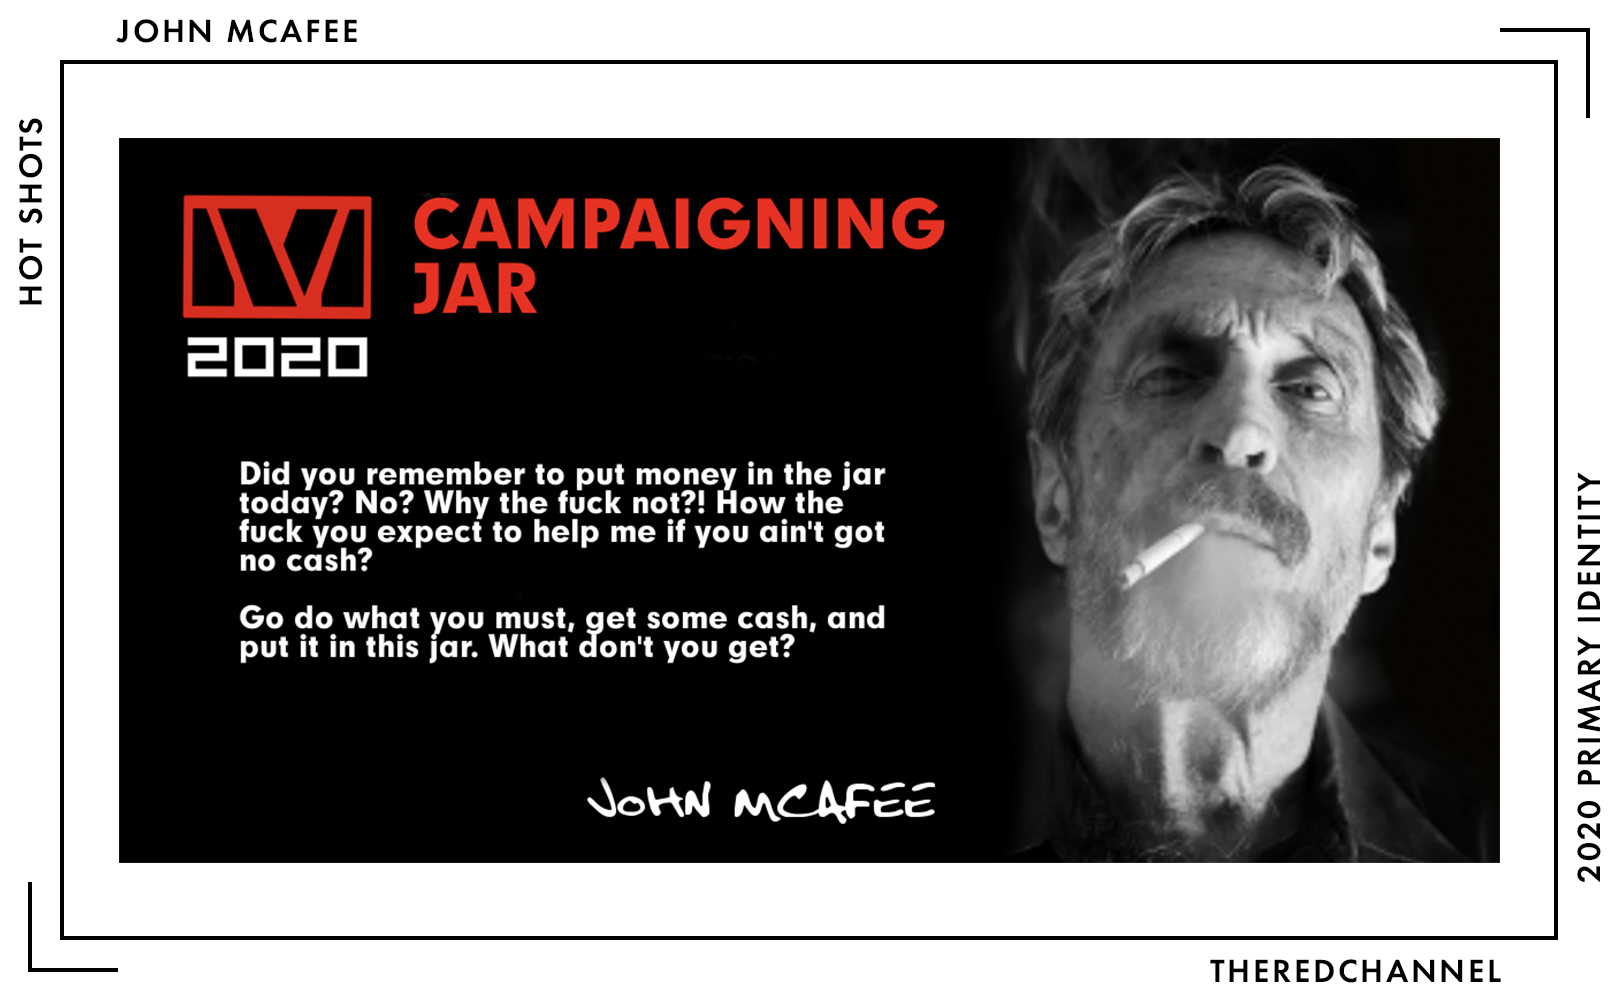 JOHN MCAFEE
HOT SHOTS
CAMPAIGNING
JAR
2020
Did you remember to put money in the jar
today? No? Why the fuck not?! How the
fuck you expect to help me if you ain't got
no cash?
Go do what you must, get some cash, and
put it in this jar. What don't you get?
JOHN MCAFEE
2020 PRIMARY IDENTITY
THEREDCHANNEL